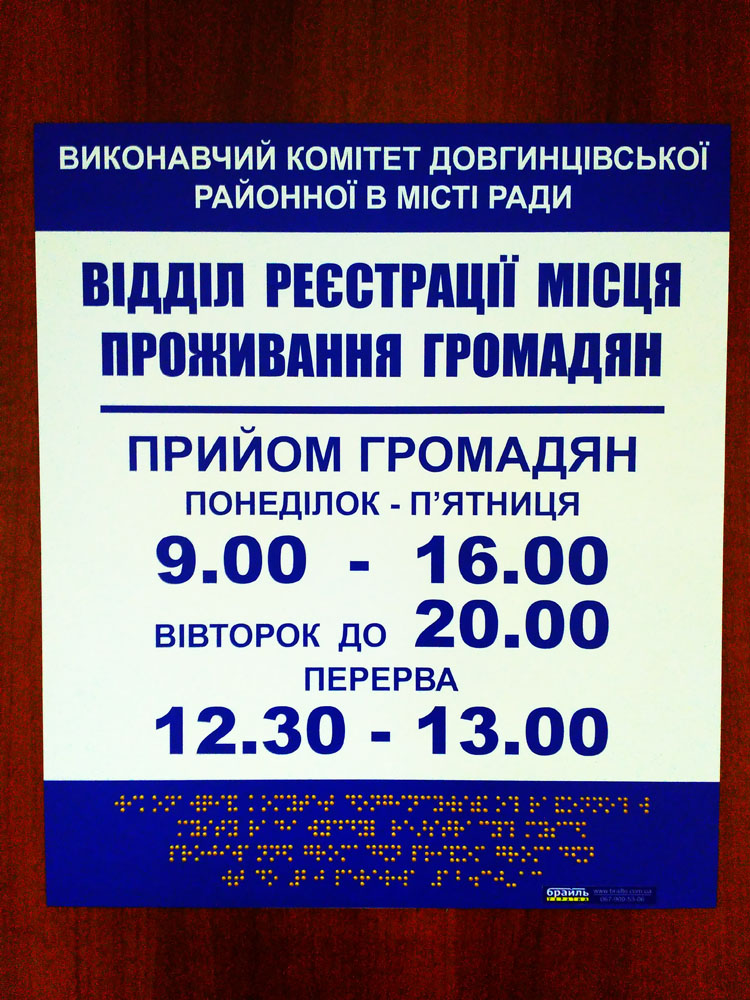 ВИКОНАВЧИЙ КОМІТЕТ ДОВГИНЦІВСЬКОЇ
РАЙОННОЇ В МІСТІ РАДИ
ВІДДІЛ РЕЄСТРАЦІЇ МІСЦЯ
ПРОЖИВАННЯ ГРОМАДЯН
ПРИЙОМ ГРОМАДЯН
ПОНЕДІЛОК - П’ЯТНИЦЯ
9.00 - 16.00
ВІВТОРОК ДО 20.00
ПЕРЕРВА
12.30 - 13.00
брайль
УКРАЇНА